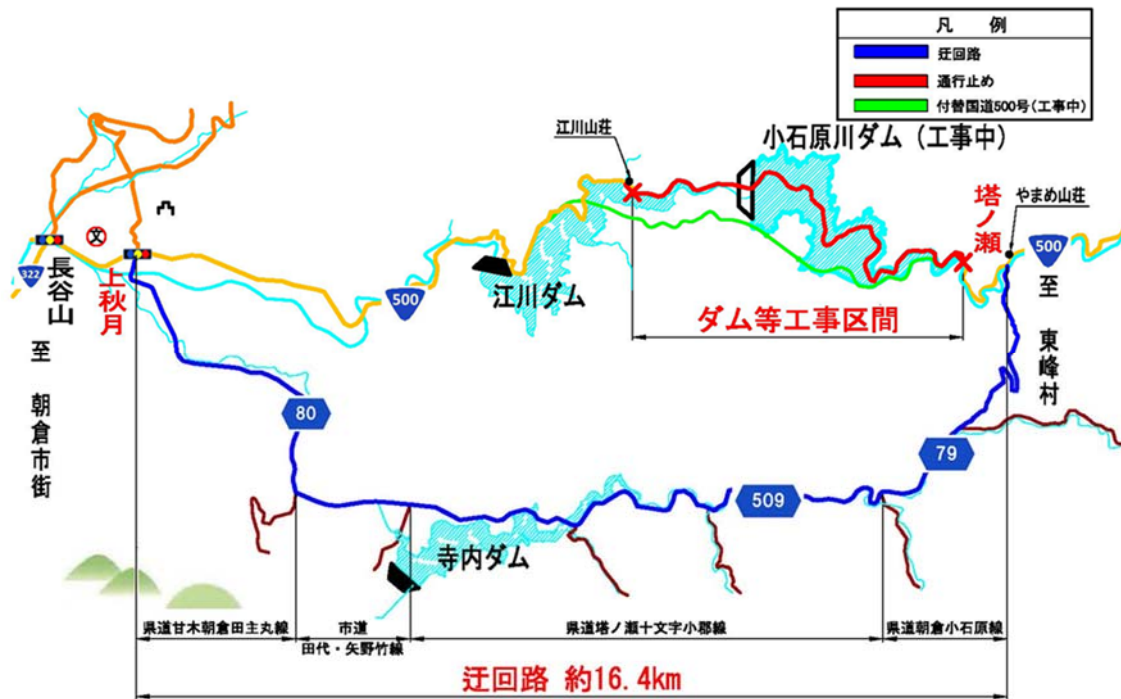 凡 例
迂回路
通行止め
付替国道500号(工事中)
江川山荘
小石原川ダム(工事中)
塔ノ瀬
やまめ山荘
500
至 東峰村
322
長谷山
至 朝倉市街
文
上秋月
500
江川ダム
ダム等工事区間
80
79
509
寺内ダム
県道甘木朝倉田主丸線
市道
田代・矢野竹線
県道塔ノ瀬十文字小郡線
県道朝倉小石原線
迂回路 約16.4km